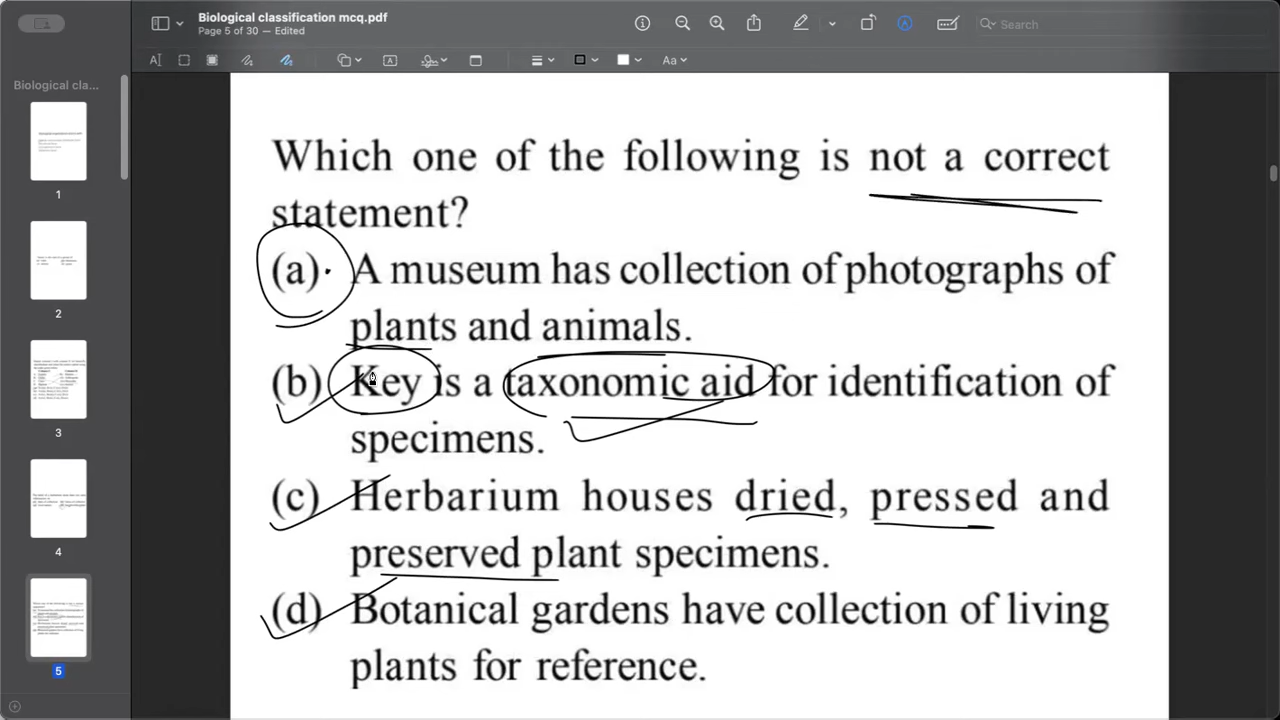 Biological classification mcq.pdf
Page 5 of 30 — Edited
Search
Aa
Biological cla...
1
2
3
4
5
Which one of the following is not a correct
statement?
(a) A museum has collection of photographs of
plants and animals.
(b) Key is a taxonomic aid for identification of
specimens.
(c) Herbarium houses dried, pressed and
preserved plant specimens.
(d) Botanical gardens have collection of living
plants for reference.